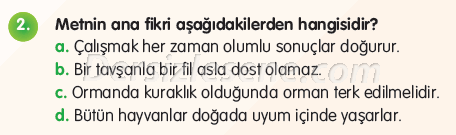 2. Metnin ana fikri aşağıdakilerden hangisidir?
a. Çalışmak her zaman olumlu sonuçlar doğurur.
b. Bir tavşanla bir fil asla dost olamaz.
c. Ormanda kuraklık olduğunda orman terk edilmelidir.
d. Bütün hayvanlar doğada uyum içinde yaşarlar.